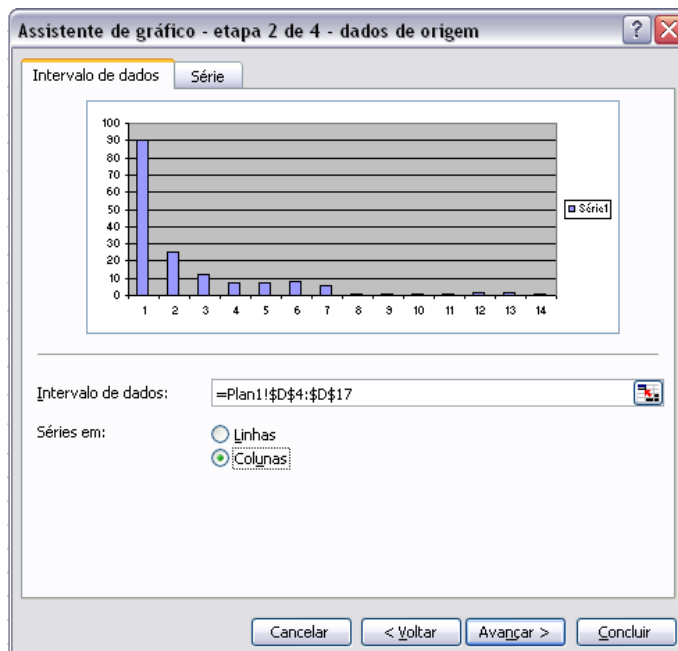 Assistente de gráfico - etapa 2 de 4 - dados de origem
?
Intervalo de dados Série
100
90
80
70
60
50
40
30
20
10
0
Série1
1 2 3 4 5 6 7 8 9 10 11 12 13 14
Intervalo de dados: =Plan1!$D$4:$D$17
Séries em: Linhas
Colunas
Cancelar < Voltar Avançar > Concluir